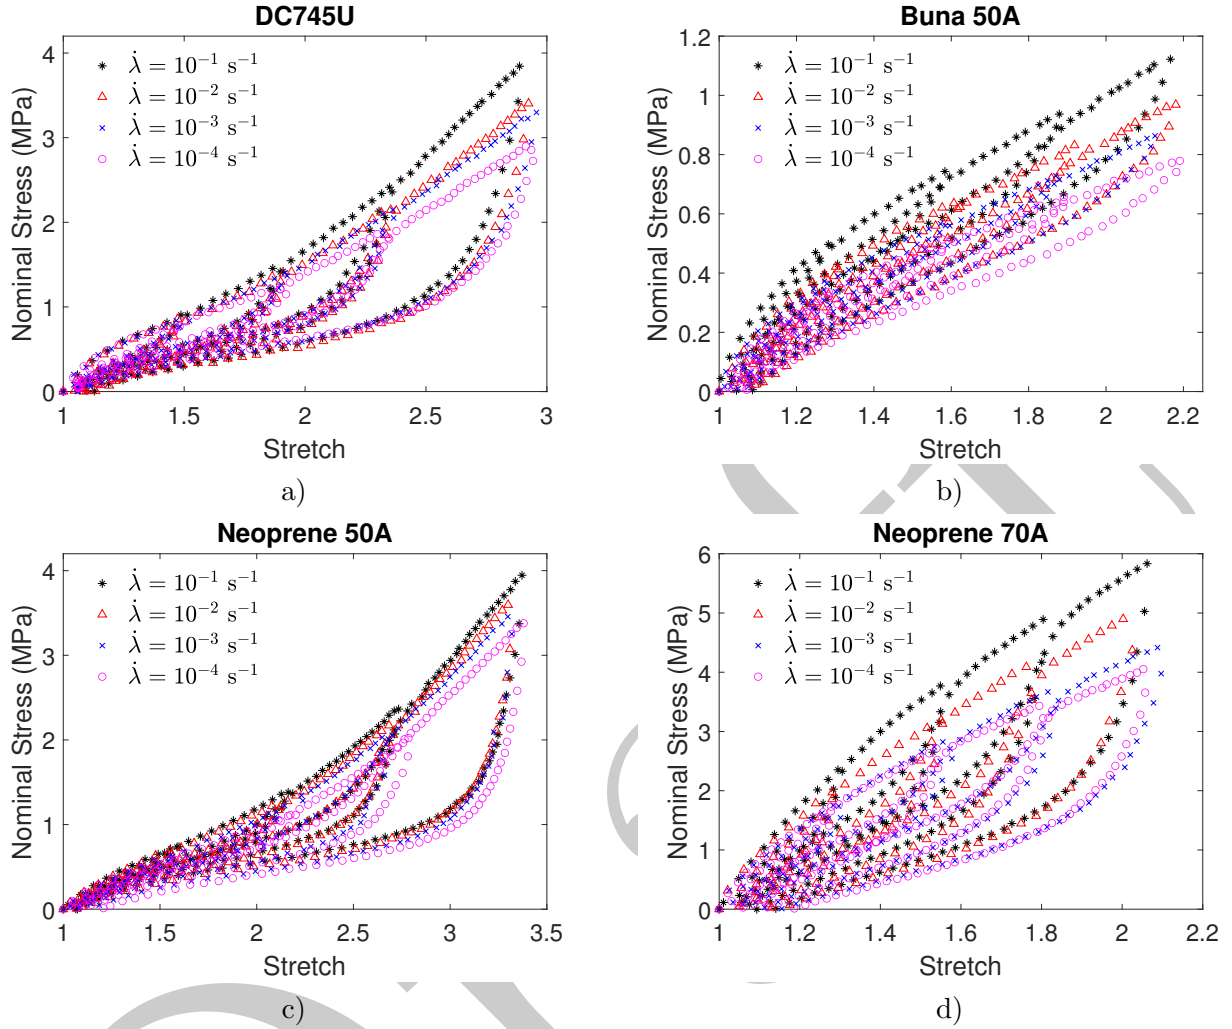 DC745U
Nominal Stress (MPa)
4
3
2
1
0
λ̇ = 10⁻¹ s⁻¹
λ̇ = 10⁻² s⁻¹
λ̇ = 10⁻³ s⁻¹
λ̇ = 10⁻⁴ s⁻¹
1 1.5 2 2.5 3
Stretch
a)
Buna 50A
Nominal Stress (MPa)
1.2
1
0.8
0.6
0.4
0.2
0
λ̇ = 10⁻¹ s⁻¹
λ̇ = 10⁻² s⁻¹
λ̇ = 10⁻³ s⁻¹
λ̇ = 10⁻⁴ s⁻¹
1 1.2 1.4 1.6 1.8 2 2.2
Stretch
b)
Neoprene 50A
Nominal Stress (MPa)
4
3
2
1
0
λ̇ = 10⁻¹ s⁻¹
λ̇ = 10⁻² s⁻¹
λ̇ = 10⁻³ s⁻¹
λ̇ = 10⁻⁴ s⁻¹
1 1.5 2 2.5 3 3.5
Stretch
c)
Neoprene 70A
Nominal Stress (MPa)
6
5
4
3
2
1
0
λ̇ = 10⁻¹ s⁻¹
λ̇ = 10⁻² s⁻¹
λ̇ = 10⁻³ s⁻¹
λ̇ = 10⁻⁴ s⁻¹
1 1.2 1.4 1.6 1.8 2 2.2
Stretch
d)